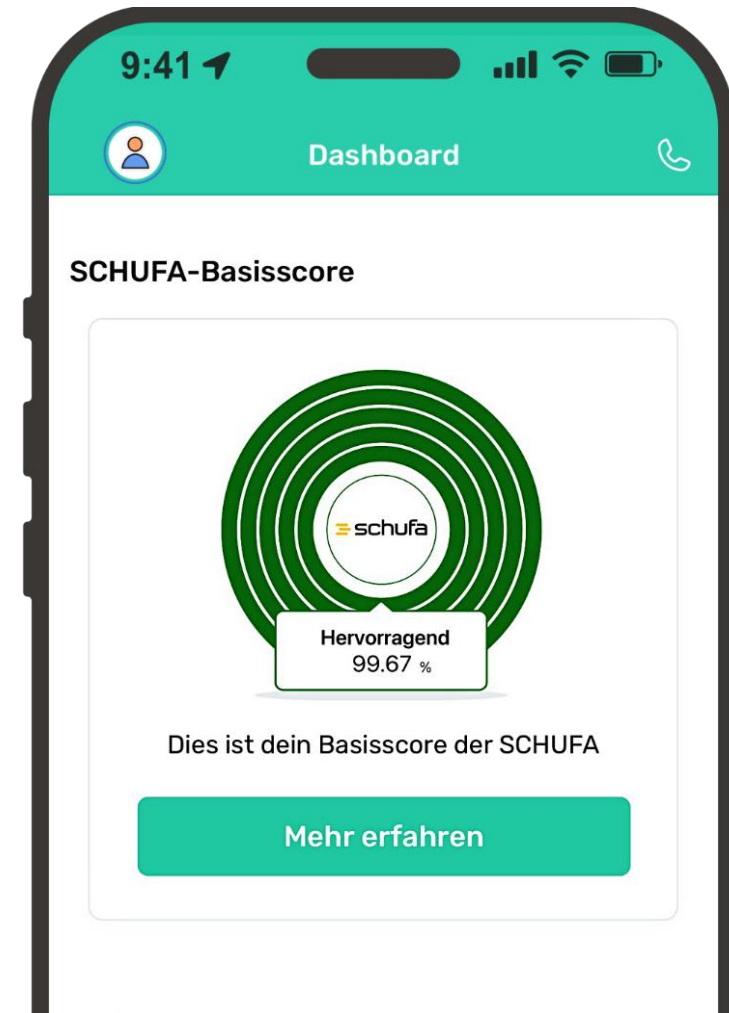 9:41
Dashboard
SCHUFA-Basisscore
schufa
Hervorragend
99.67 %
Dies ist dein Basisscore der SCHUFA
Mehr erfahren